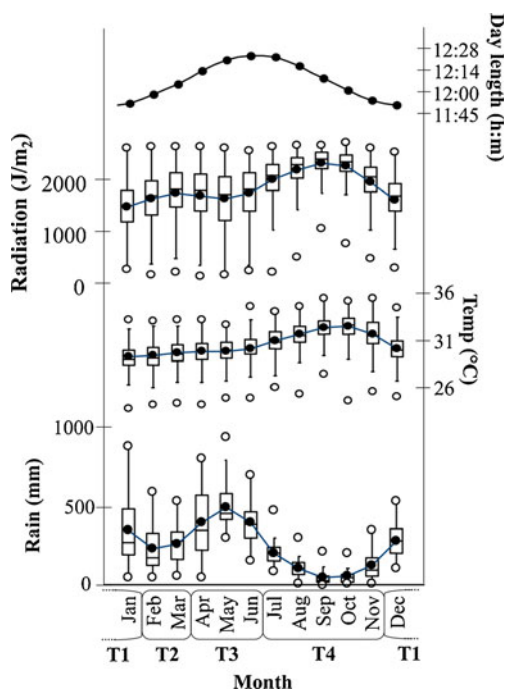 12:28
12:14
12:00
11:45
Day length (h:m)
2000
1000
0
Radiation (J/m2)
36
31
26
Temp (°C)
1000
500
0
Rain (mm)
Jan Feb Mar Apr May Jun Jul Aug Sep Oct Nov Dec
T1 T2 T3 T4 T1
Month